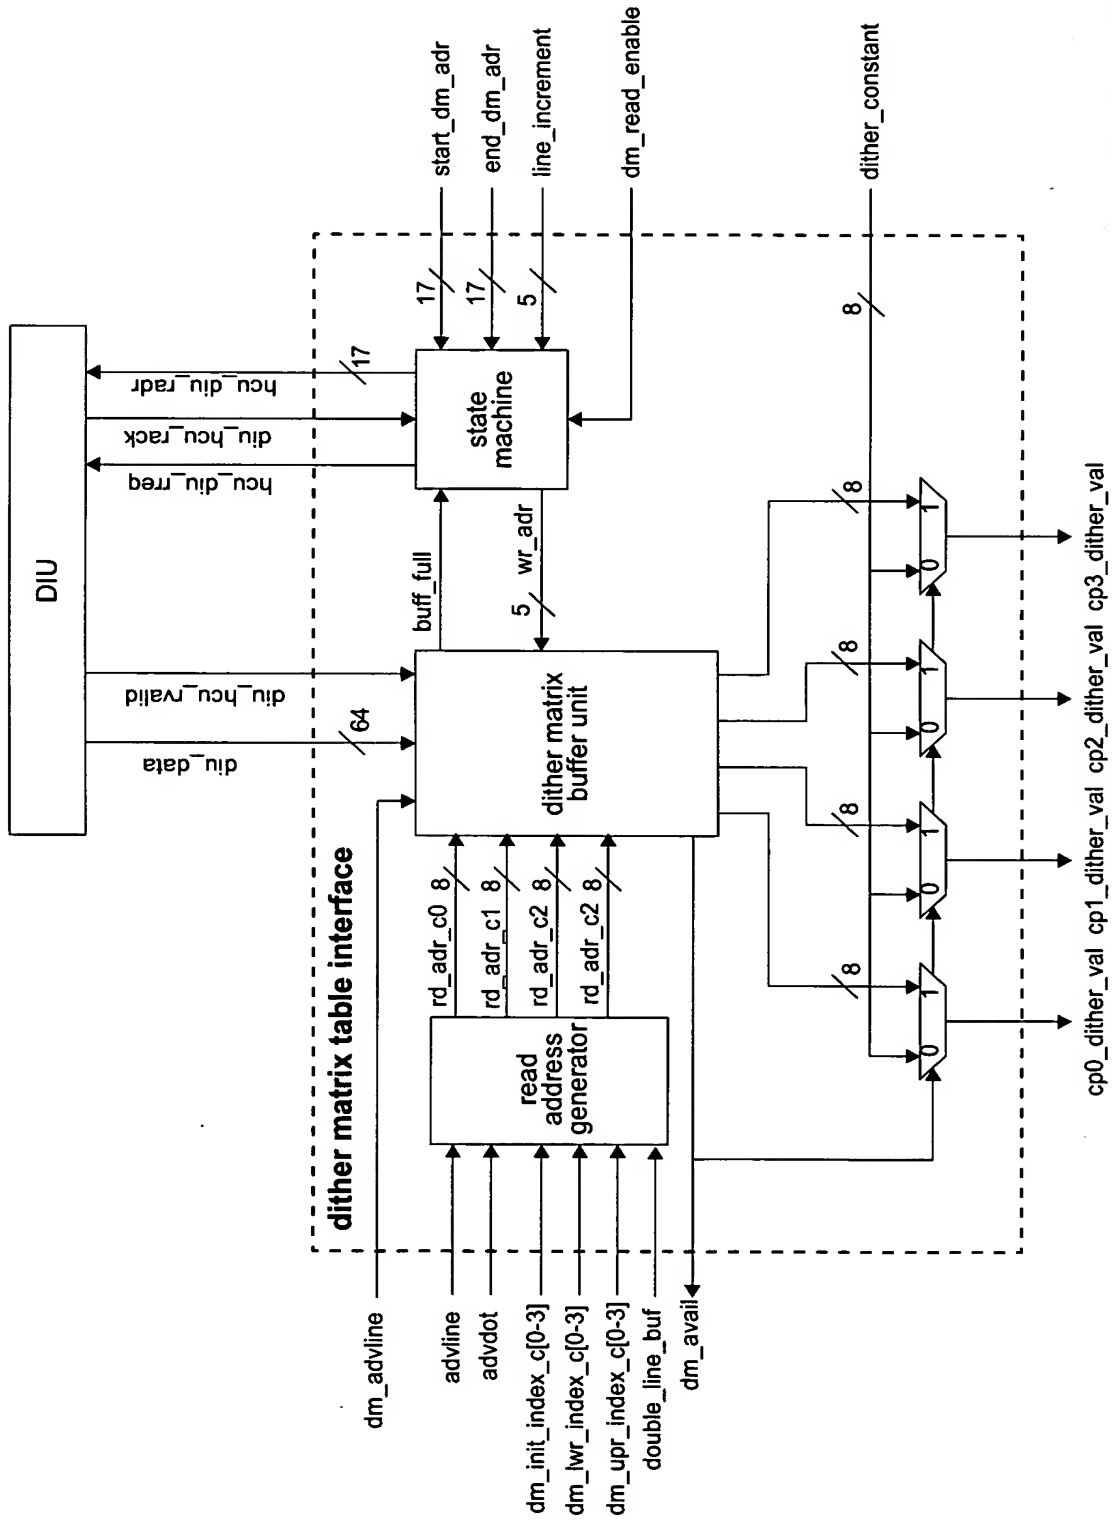 DIU
hcu_diu_radr
diu_hcu_rack
hcu_diu_rreq
diu_hcu_rvalid
diu_data
17
64
start_dm_adr
end_dm_adr
line_increment
dm_read_enable
17
17
5
state
machine
buff_full
wr_adr
5
dither matrix
buffer unit
dither matrix table interface
rd_adr_c0
8
rd_adr_c1
8
rd_adr_c2
8
rd_adr_c2
8
read
address
generator
dm_advline
advline
advdot
dm_init_index_c[0-3]
dm_lwr_index_c[0-3]
dm_upr_index_c[0-3]
double_line_buf
dm_avail
dither_constant
8
8
8
8
8
0 1
0 1
0 1
0 1
cp0_dither_val cp1_dither_val cp2_dither_val cp3_dither_val